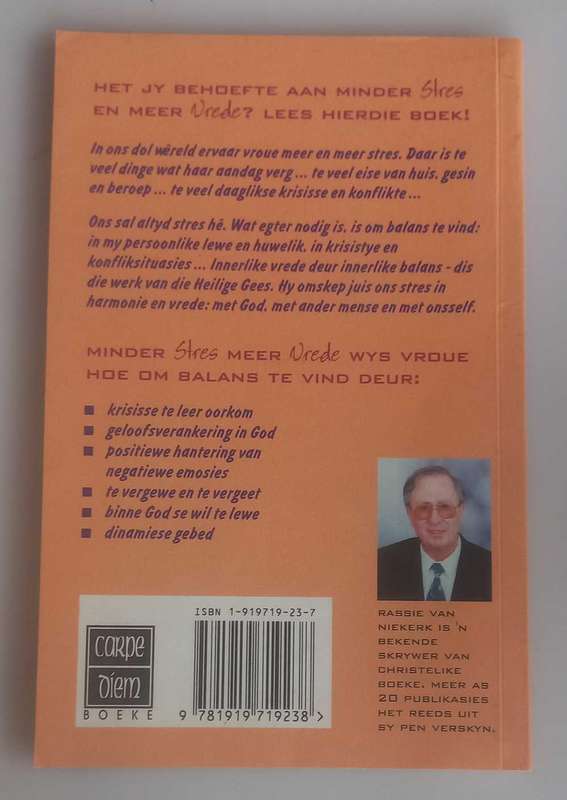 HET JY BEHOEFTE AAN MINDER Stres
EN MEER Vrede? LEES HIERDIE BOEK!
In ons dol wêreld ervaar vroue meer en meer stres. Daar is te
veel dinge wat haar aandag verg ... te veel eise van huis, gesin
en beroep ... te veel daaglikse krisisse en konflikte ...
Ons sal altyd stres hê. Wat egter nodig is, is om balans te vind:
in my persoonlike lewe en huwelik, in krisistye en
konfliksituasies ... Innerlike vrede deur innerlike balans - dis
die werk van die Heilige Gees. Hy omskep juis ons stres in
harmonie en vrede: met God, met ander mense en met onsself.
MINDER Stres MEER Vrede WYS VROUE
HOE OM BALANS TE VIND DEUR:
■ krisisse te leer oorkom
■ geloofsverankering in God
■ positiewe hantering van
negatiewe emosies
■ te vergewe en te vergeet
■ binne God se wil te lewe
■ dinamiese gebed
RASSIE VAN
NIEKERK IS 'N
BEKENDE
SKRYWER VAN
CHRISTELIKE
BOEKE. MEER AS
20 PUBLIKASIES
HET REEDS UIT
SY PEN VERSKYN.
carpe
diem
BOEKE
ISBN 1-919719-23-7
9 781919 719238 >